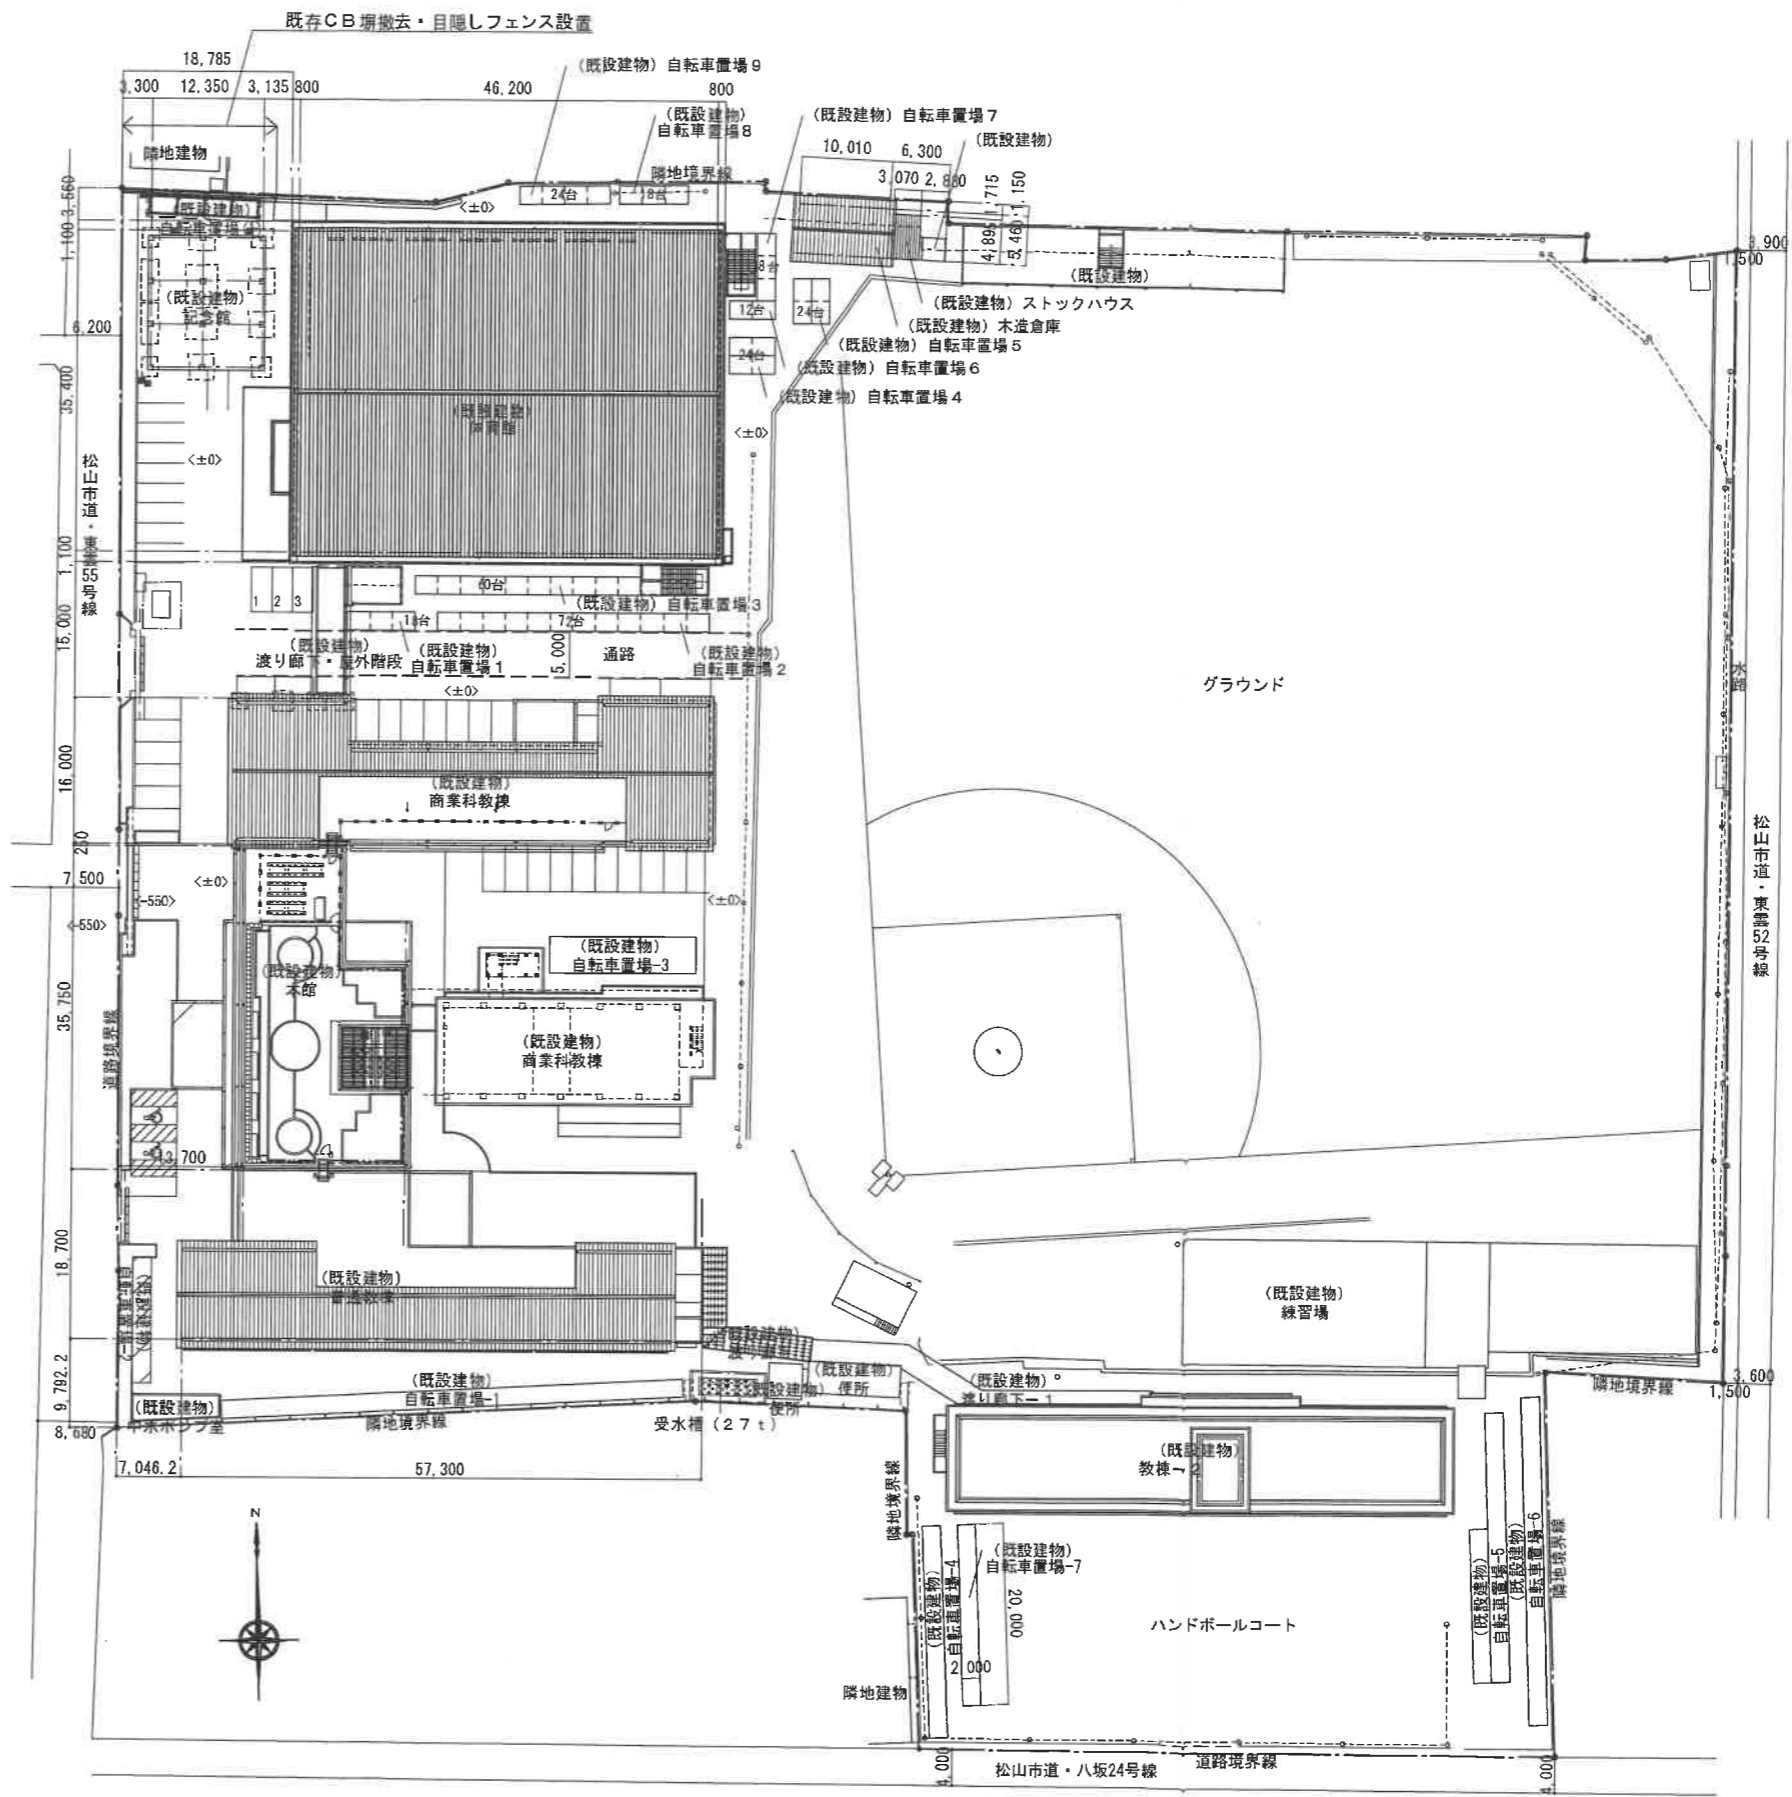 既存CB塀撤去・目隠しフェンス設置
18,785
3,300 12,350 3,135 800 46,200 800
(既設建物) 自転車置場9
(既設建物)
自転車置場8
(既設建物) 自転車置場7
(既設建物)
10,010 6,300
3,070 2,880
1,715
1,150
4,895
5,460
隣地建物
隣地境界線
24台
18台
<±0>
3,560
1,100
(既設建物)
(既設建物)
記念館
6,200
35,400
(既設建物)
体育館
<±0>
8台
12台
24台
24台
<±0>
(既設建物)
(既設建物) ストックハウス
(既設建物) 木造倉庫
(既設建物) 自転車置場5
(既設建物) 自転車置場6
(既設建物) 自転車置場4
3,900
1,500
松山市道・東雲55号線
1,100
15,000
1 2 3
60台
(既設建物) 自転車置場3
18台
72台
(既設建物)
渡り廊下・屋外階段
(既設建物)
自転車置場1
5,000
通路
(既設建物)
自転車置場2
<±0>
グラウンド
水路
16,000
(既設建物)
商業科教棟
250
7,500
<±0>
<-550>
<-550>
<±0>
松山市道・東雲52号線
(既設建物)
自転車置場-3
(既設建物)
本館
35,750
道路境界線
(既設建物)
商業科教棟
13,700
18,700
(既設建物)
普通教棟
(既設建物)
自転車置場-2
(既設建物)
練習場
9,792.2
(既設建物)
自転車置場-1
(既設建物)
(既設建物) 便所
(既設建物)
便所
(既設建物)
渡り廊下-1
隣地境界線
3,600
1,500
8,680
(既設建物)
中水ポンプ室
隣地境界線
受水槽(27t)
7,046.2 57,300
(既設建物)
教棟-2
隣地境界線
N
(既設建物)
自転車置場-4
(既設建物)
自転車置場-7
20,000
2,000
ハンドボールコート
(既設建物)
自転車置場-5
(既設建物)
自転車置場-6
隣地境界線
隣地建物
4,000
松山市道・八坂24号線
道路境界線
4,000